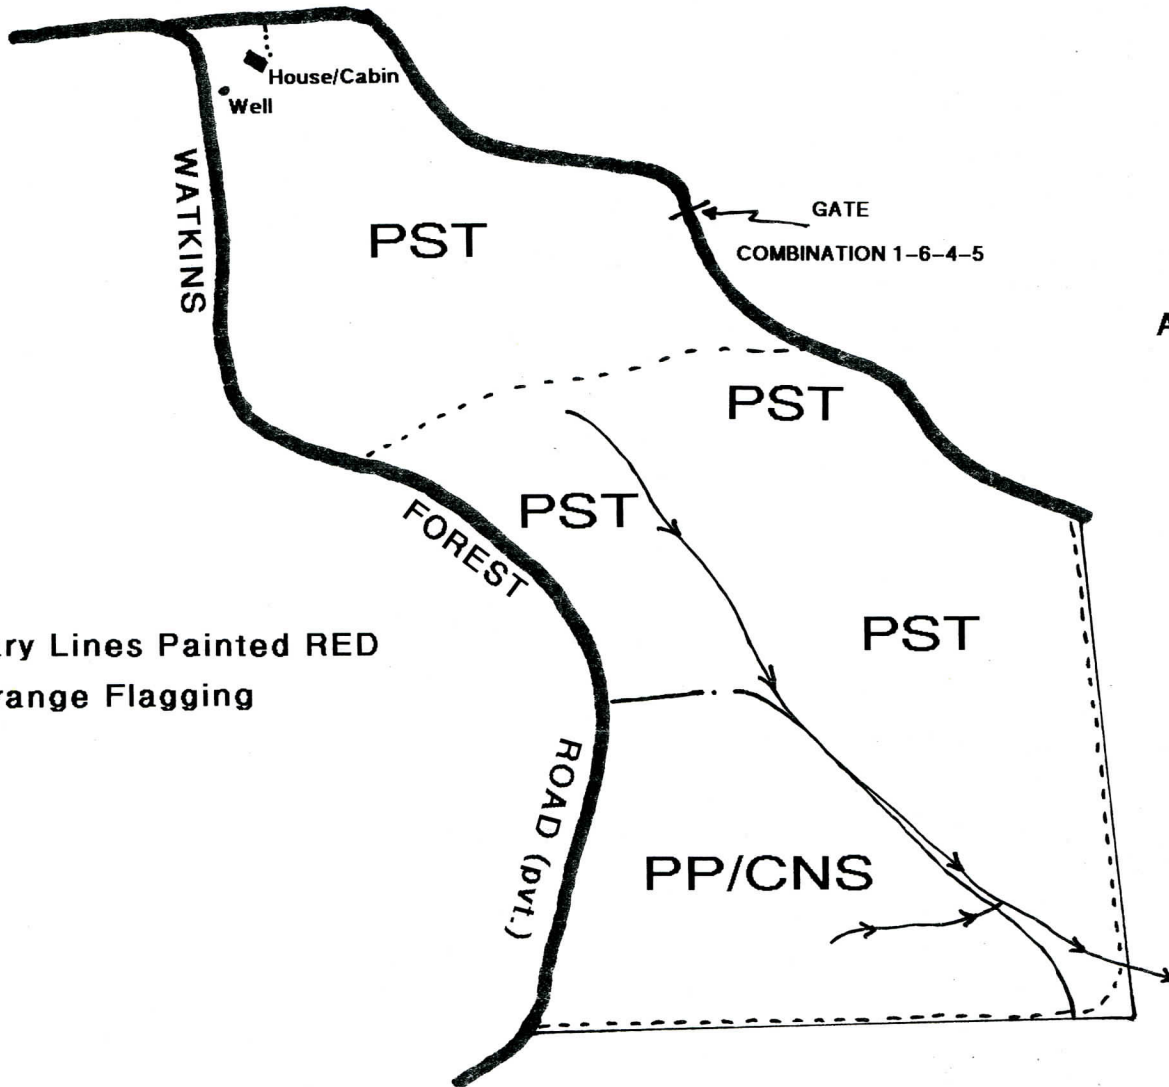 House/Cabin
Well
WATKINS
PST
GATE
COMBINATION 1-6-4-5
A
PST
PST
FOREST
PST
ary Lines Painted RED
range Flagging
ROAD (pvt.)
PP/CNS